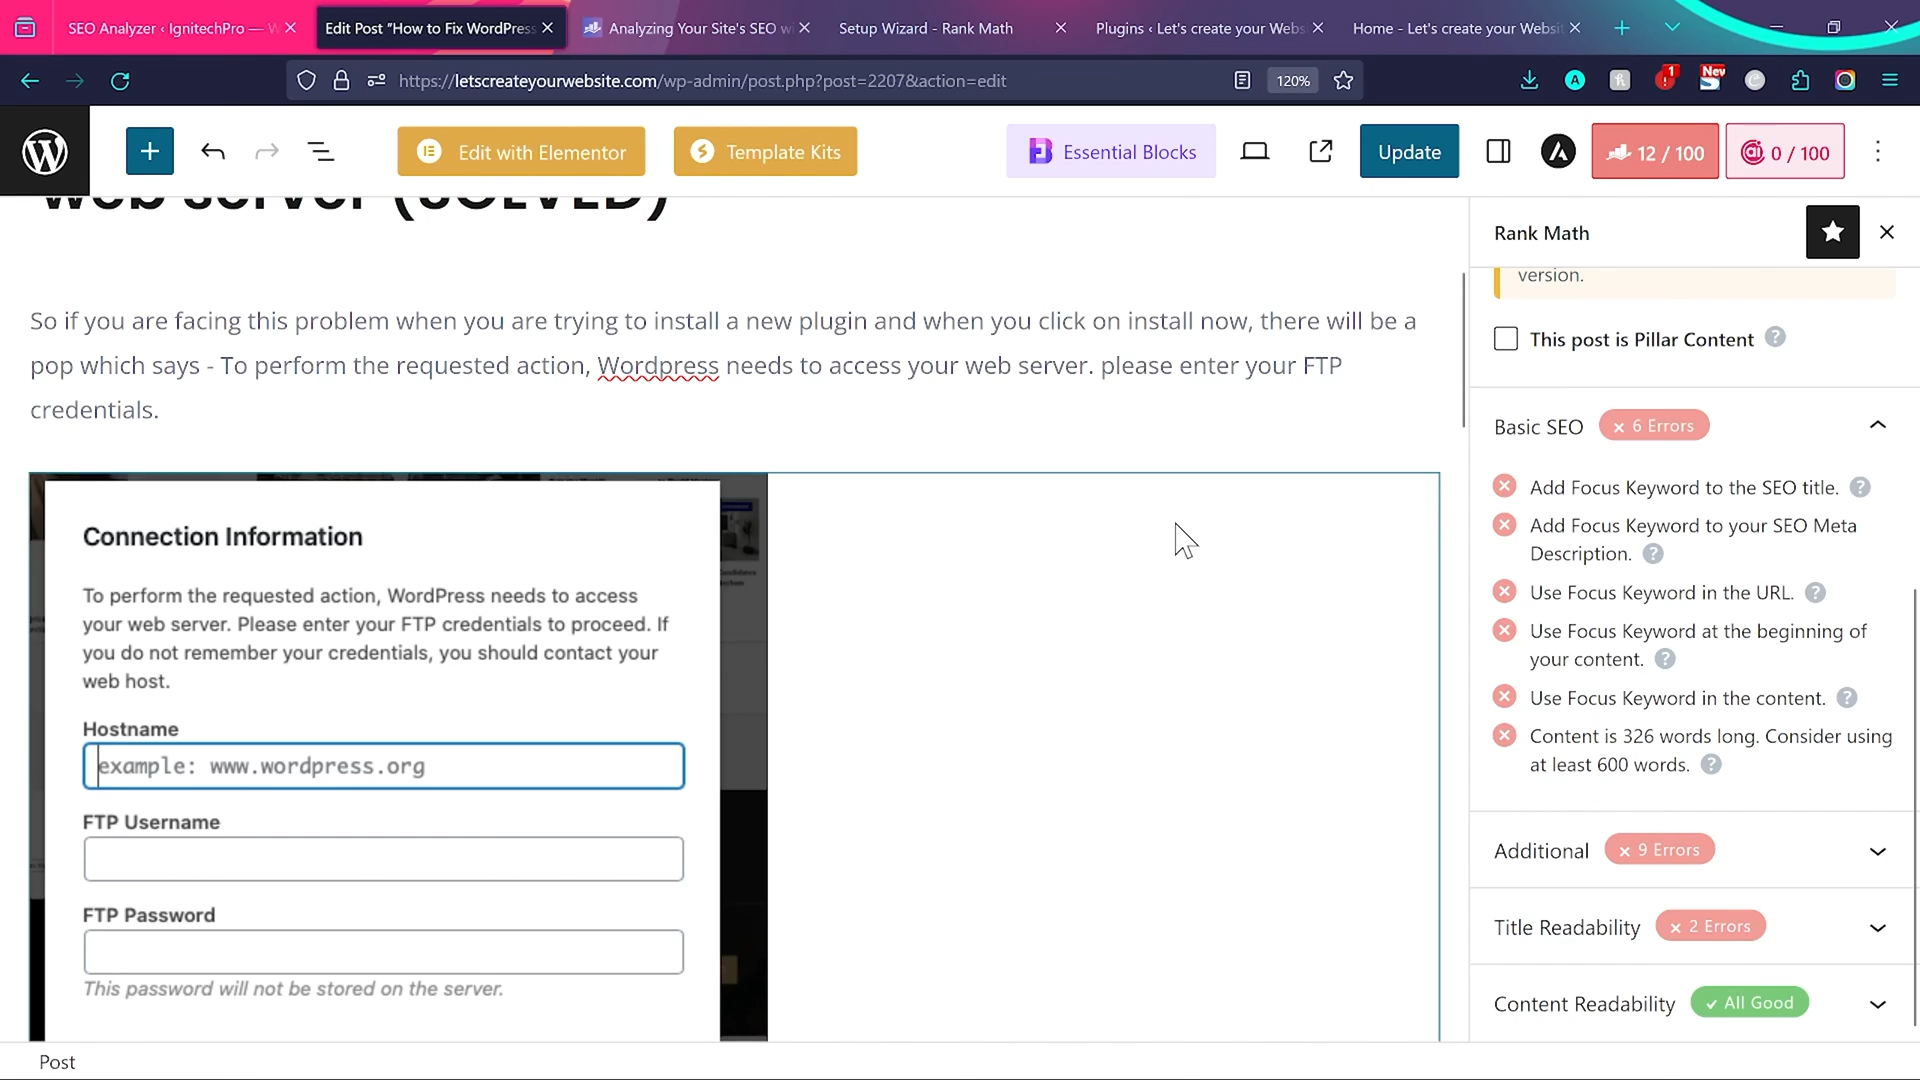 SEO Analyzer ‹ IgnitechPro — W
Edit Post "How to Fix WordPress
Analyzing Your Site's SEO wi
Setup Wizard - Rank Math
Plugins ‹ Let's create your Webs
Home - Let's create your Websit
https://letscreateyourwebsite.com/wp-admin/post.php?post=2207&action=edit
120%
A
1
New
Edit with Elementor
Template Kits
Essential Blocks
Update
12 / 100
0 / 100
web server (SOLVED)
So if you are facing this problem when you are trying to install a new plugin and when you click on install now, there will be a
pop which says - To perform the requested action, Wordpress needs to access your web server. please enter your FTP
credentials.
Connection Information
To perform the requested action, WordPress needs to access
your web server. Please enter your FTP credentials to proceed. If
you do not remember your credentials, you should contact your
web host.
Hostname
example: www.wordpress.org
FTP Username
FTP Password
This password will not be stored on the server.
Post
Rank Math
version.
This post is Pillar Content ?
Basic SEO
6 Errors
Add Focus Keyword to the SEO title. ?
Add Focus Keyword to your SEO Meta
Description. ?
Use Focus Keyword in the URL. ?
Use Focus Keyword at the beginning of
your content. ?
Use Focus Keyword in the content. ?
Content is 326 words long. Consider using
at least 600 words. ?
Additional
9 Errors
Title Readability
2 Errors
Content Readability
All Good